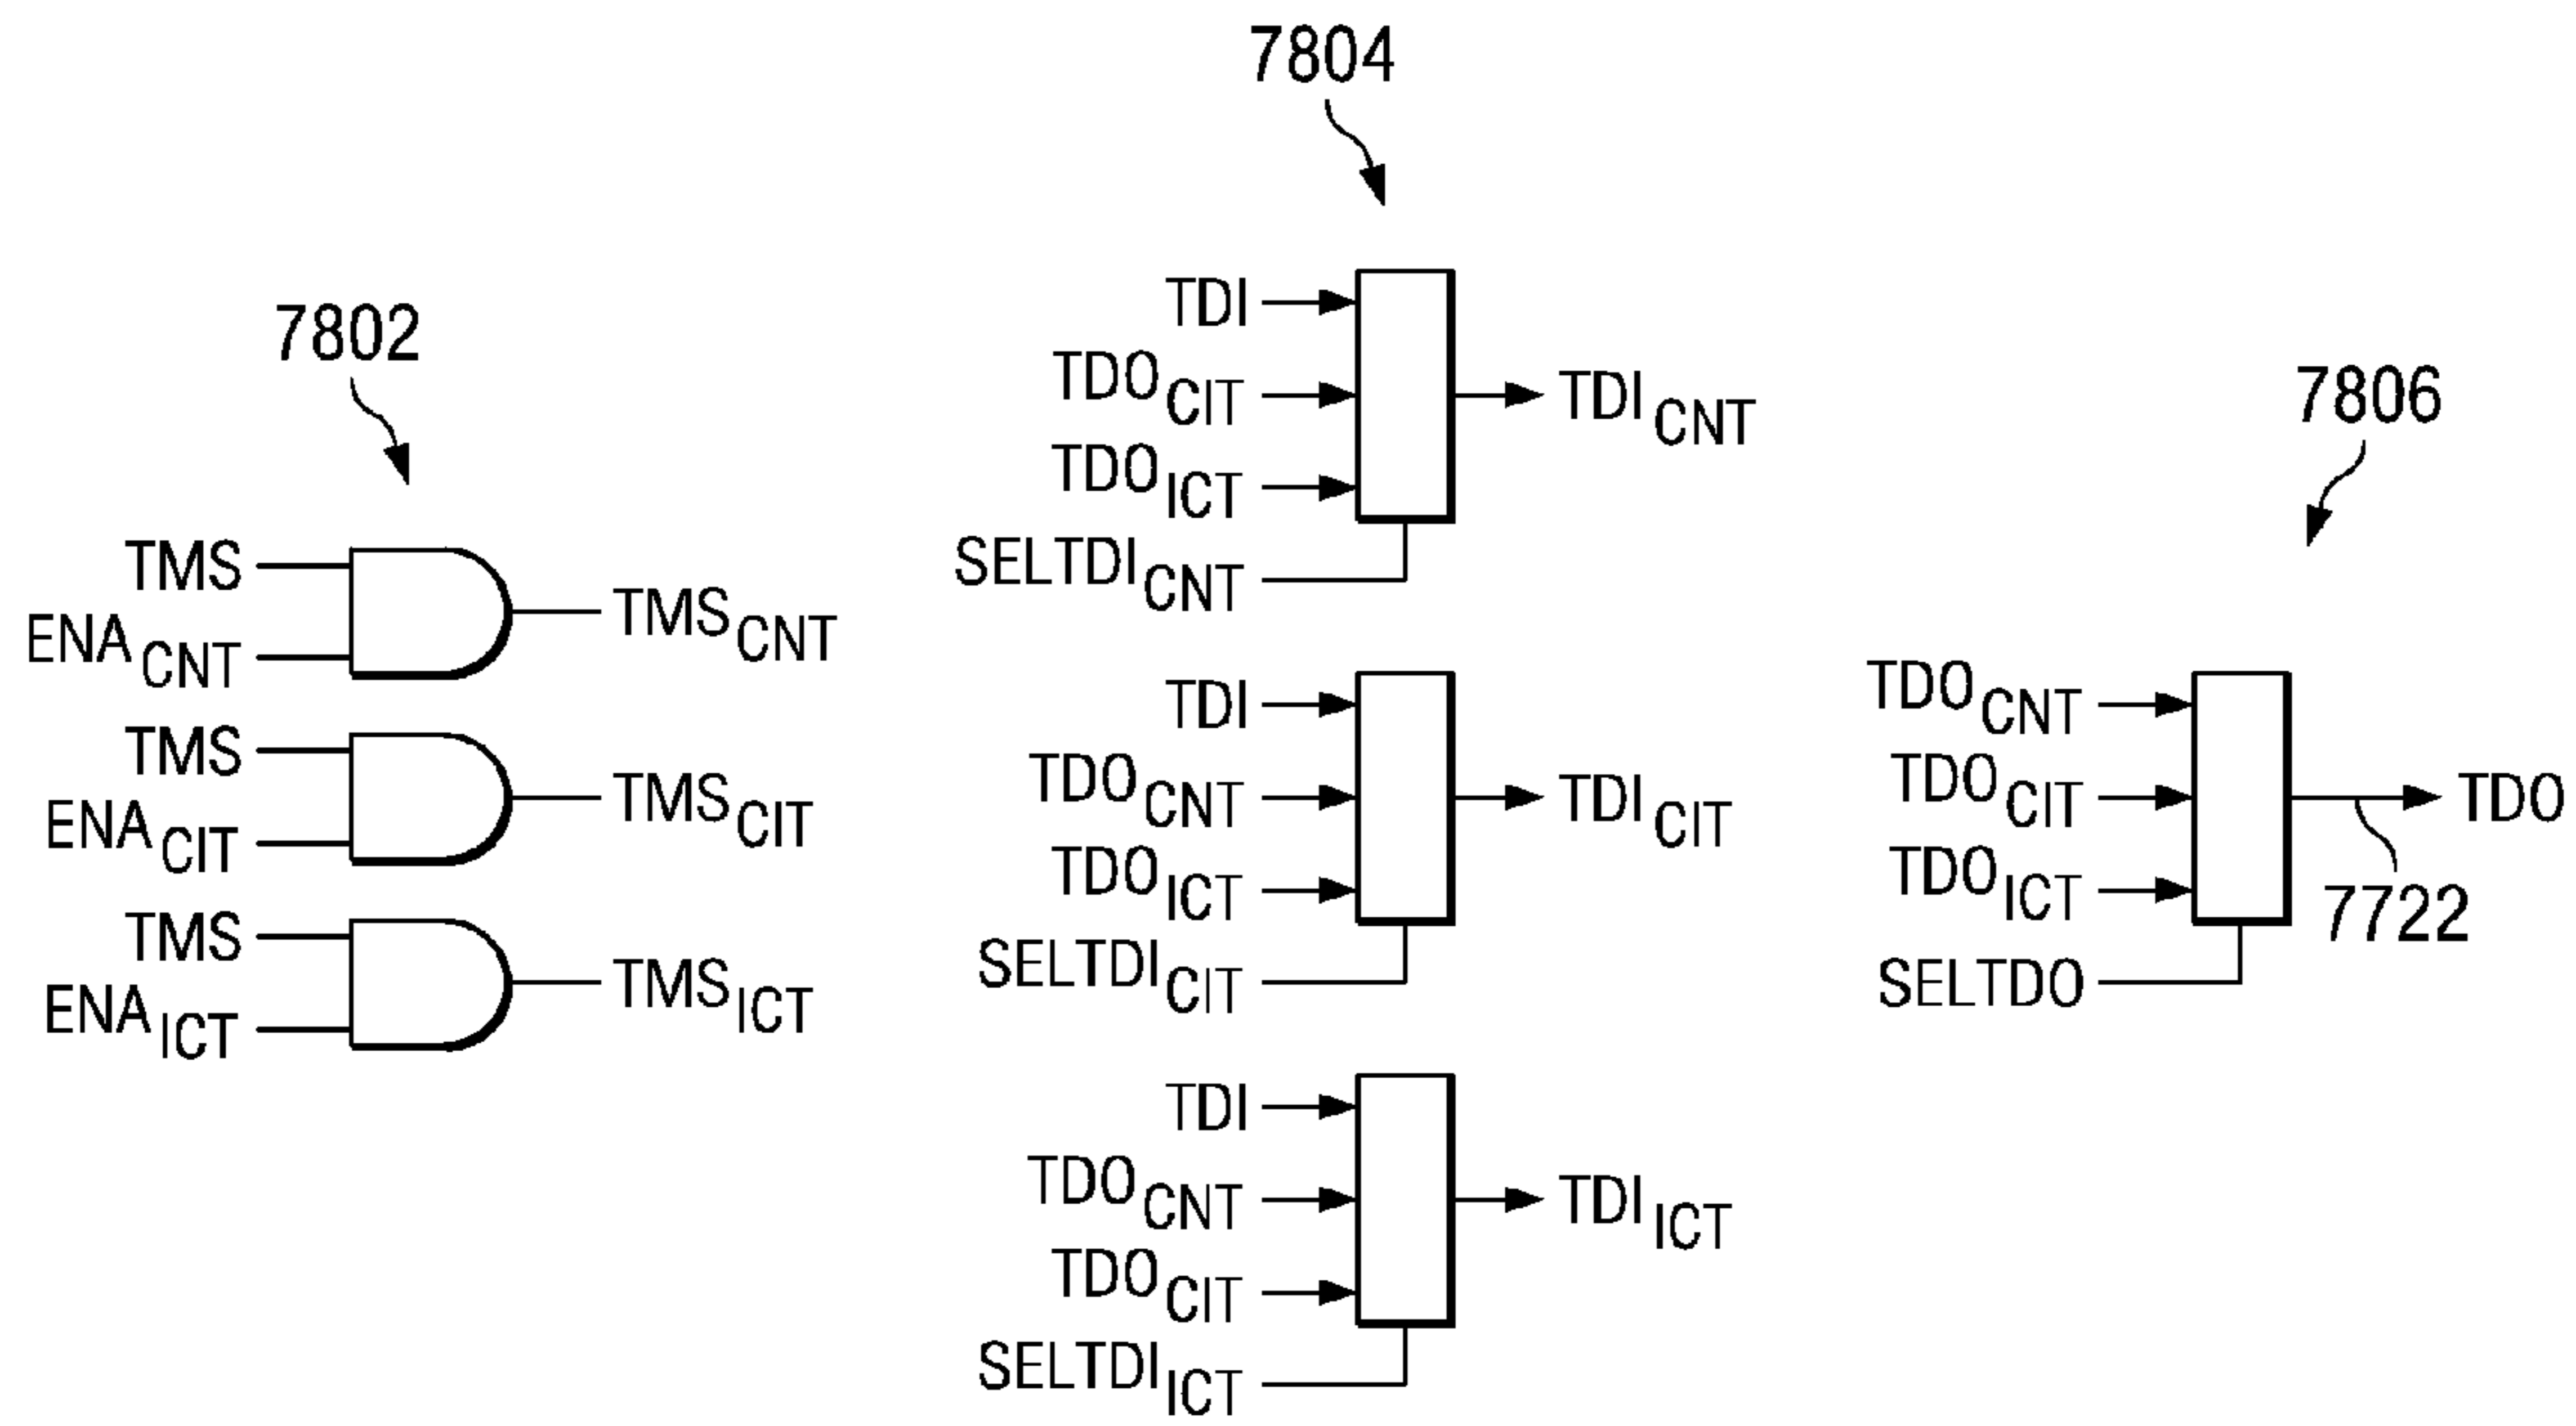 7802
TMS
ENA CNT
TMS CNT
TMS
ENA CIT
TMS CIT
TMS
ENA ICT
TMS ICT
7804
TDI
TDO CIT
TDO ICT
SELTDI CNT
TDI CNT
TDI
TDO CNT
TDO ICT
SELTDI CIT
TDI CIT
TDI
TDO CNT
TDO CIT
SELTDI ICT
TDI ICT
7806
TDO CNT
TDO CIT
TDO ICT
SELTDO
TDO
7722